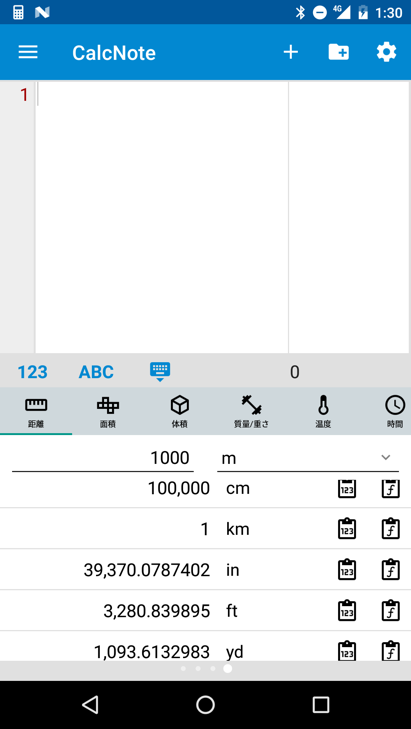 4G 1:30
CalcNote
1
123 ABC 0
距離 面積 体積 質量/重さ 温度 時間
1000 m
100,000 cm
1 km
39,370.0787402 in
3,280.839895 ft
1,093.6132983 yd